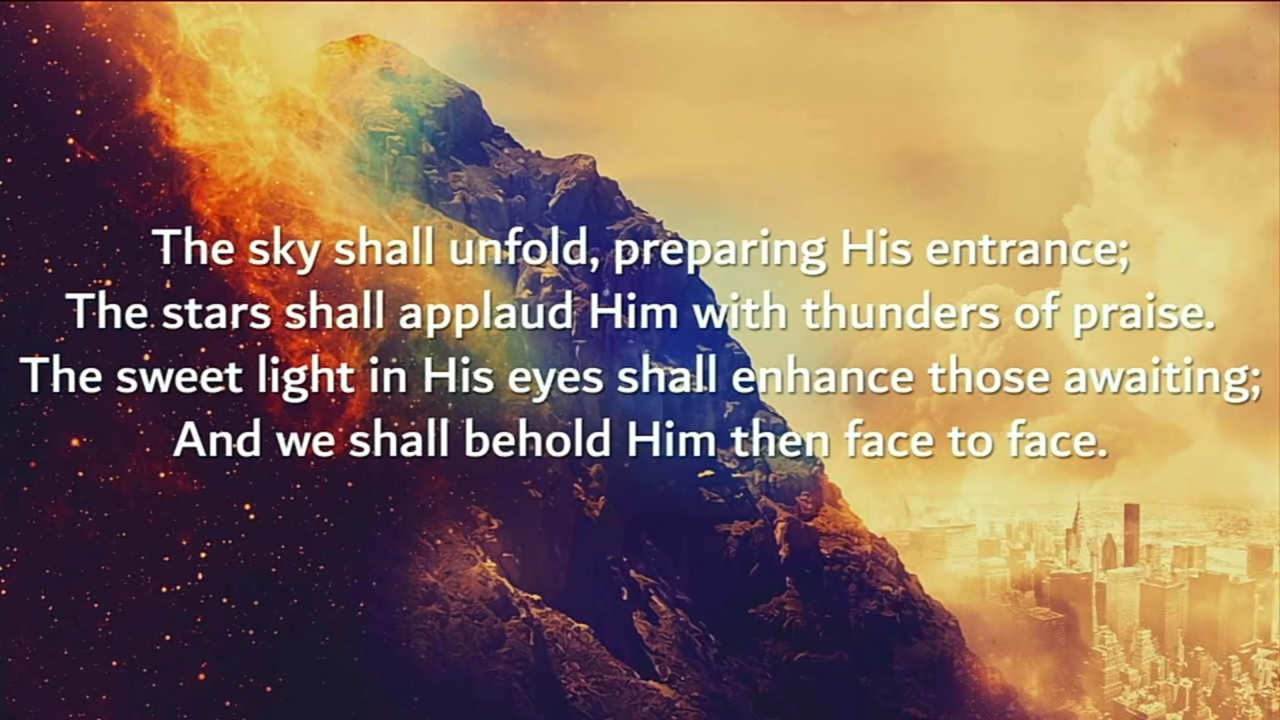 The sky shall unfold, preparing His entrance;
The stars shall applaud Him with thunders of praise.
The sweet light in His eyes shall enhance those awaiting;
And we shall behold Him then face to face.